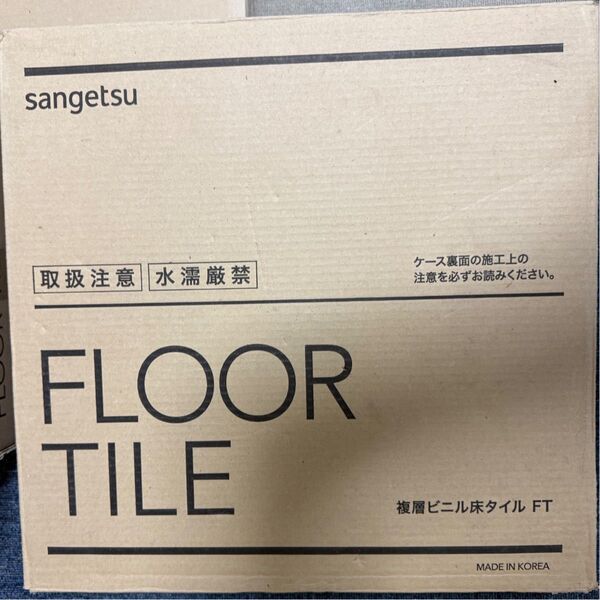 sangetsu
取扱注意 水濡厳禁
ケース裏面の施工上の
注意を必ずお読みください。
FLOOR
TILE
複層ビニル床タイル FT
MADE IN KOREA
FLOOR